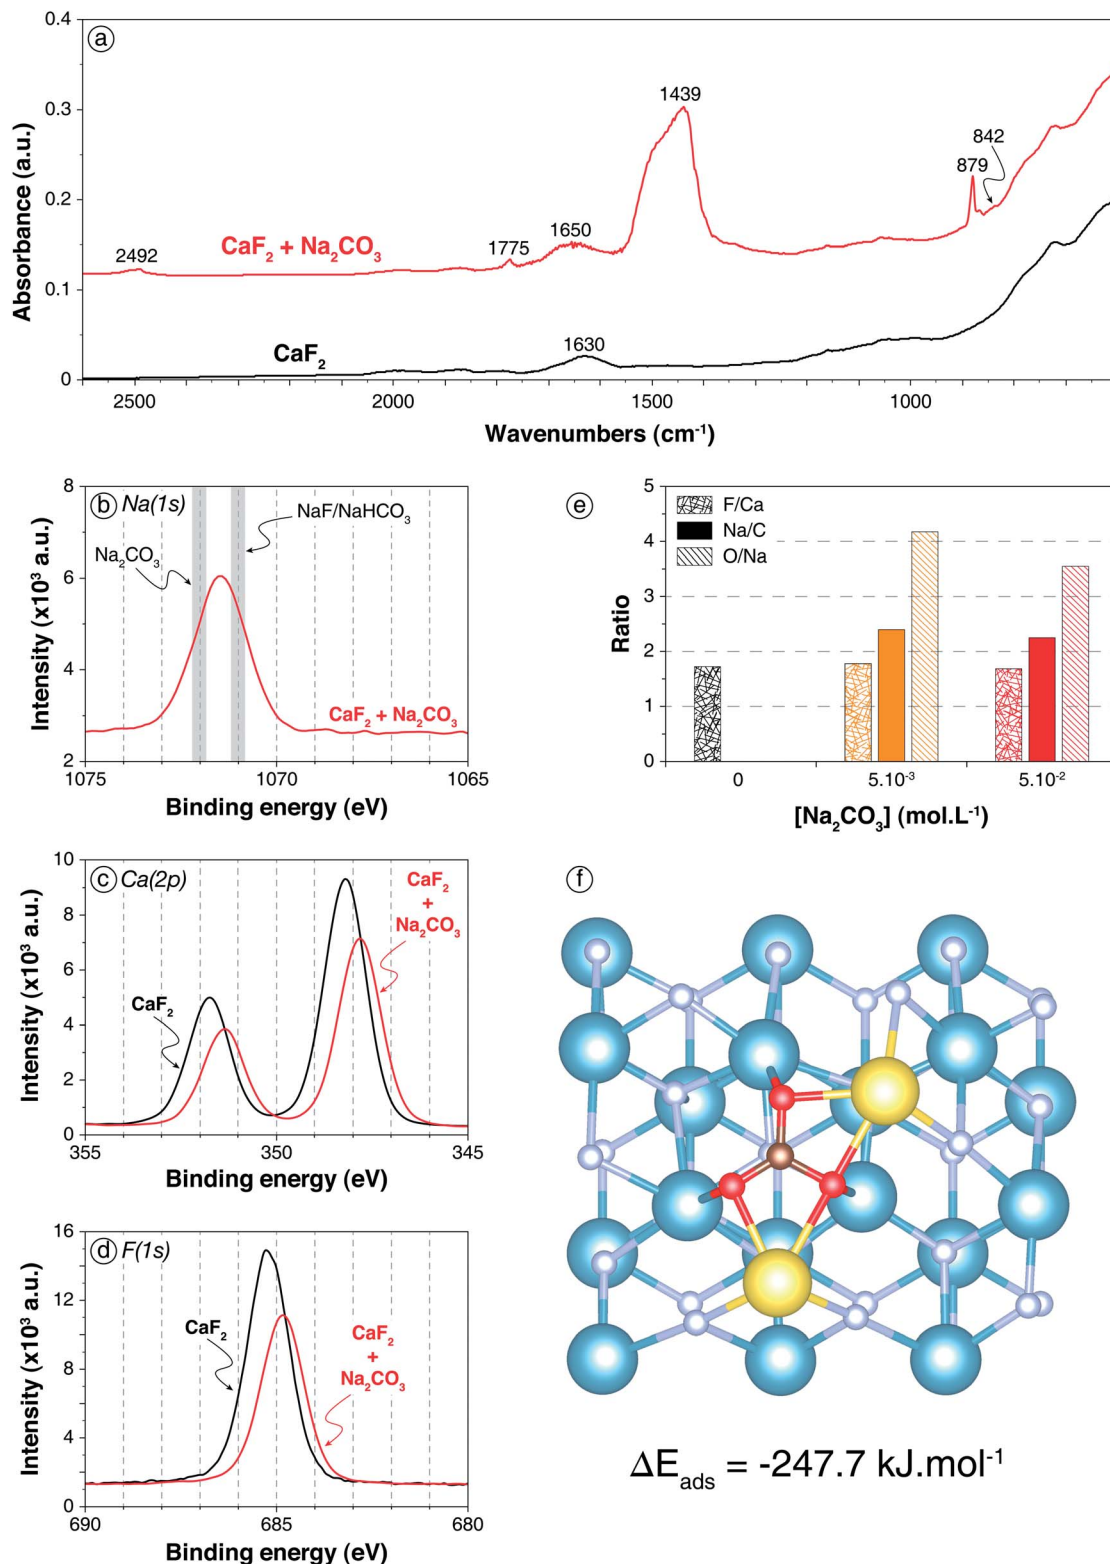 ⓐ
0.4
0.3
0.2
0.1
0
Absorbance (a.u.)
2492
1775
1650
1439
879
842
CaF₂ + Na₂CO₃
CaF₂
1630
2500
2000
1500
1000
Wavenumbers (cm⁻¹)
ⓑ Na(1s)
8
6
4
2
Intensity (x10³ a.u.)
Na₂CO₃
NaF/NaHCO₃
CaF₂ + Na₂CO₃
1075
1070
1065
Binding energy (eV)
ⓔ
F/Ca
Na/C
O/Na
5
4
3
2
1
0
Ratio
0
5.10⁻³
5.10⁻²
[Na₂CO₃] (mol.L⁻¹)
ⓒ Ca(2p)
10
8
6
4
2
0
Intensity (x10³ a.u.)
CaF₂
CaF₂
+
Na₂CO₃
355
350
345
Binding energy (eV)
ⓓ F(1s)
16
12
8
4
0
Intensity (x10³ a.u.)
CaF₂
CaF₂
+
Na₂CO₃
690
685
680
Binding energy (eV)
ⓕ
ΔE_ads = -247.7 kJ.mol⁻¹